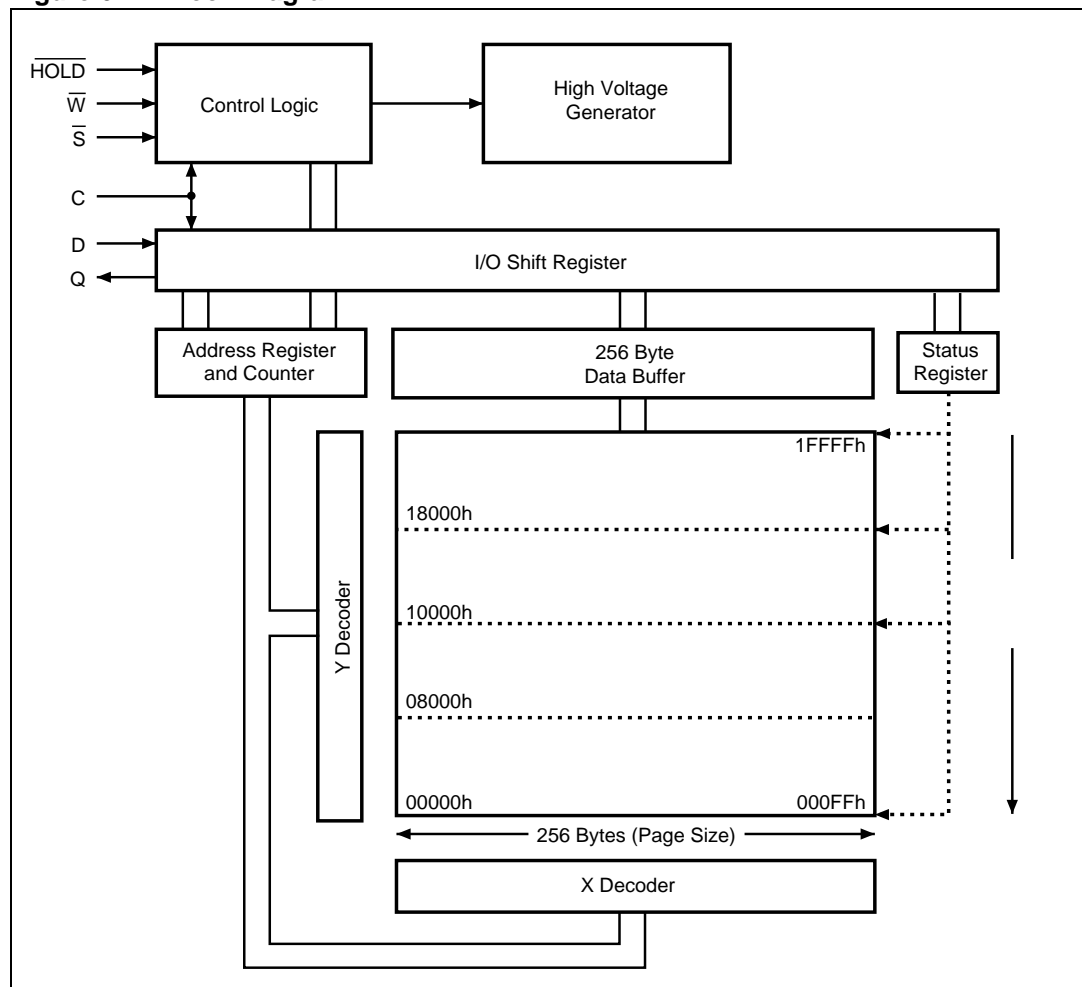 HOLD
W
S
C
D
Q
Control Logic
High Voltage
Generator
I/O Shift Register
Address Register
and Counter
256 Byte
Data Buffer
Status
Register
1FFFFh
18000h
10000h
08000h
00000h
000FFh
Y Decoder
256 Bytes (Page Size)
X Decoder